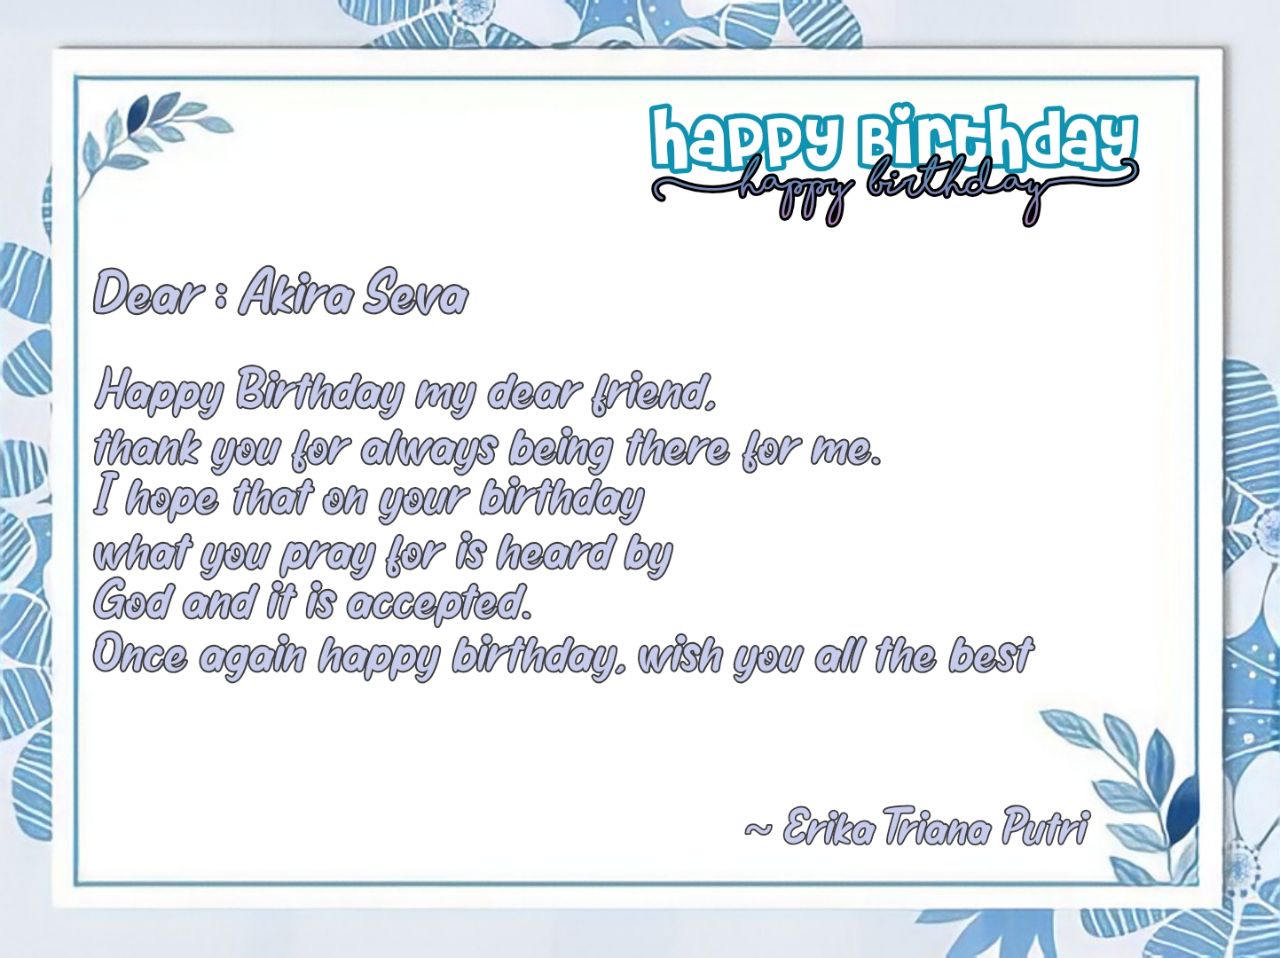 happy Birthday
happy birthday
Dear : Akira Seva
Happy Birthday my dear friend,
thank you for always being there for me.
I hope that on your birthday
what you pray for is heard by
God and it is accepted.
Once again happy birthday, wish you all the best
~ Erika Triana Putri